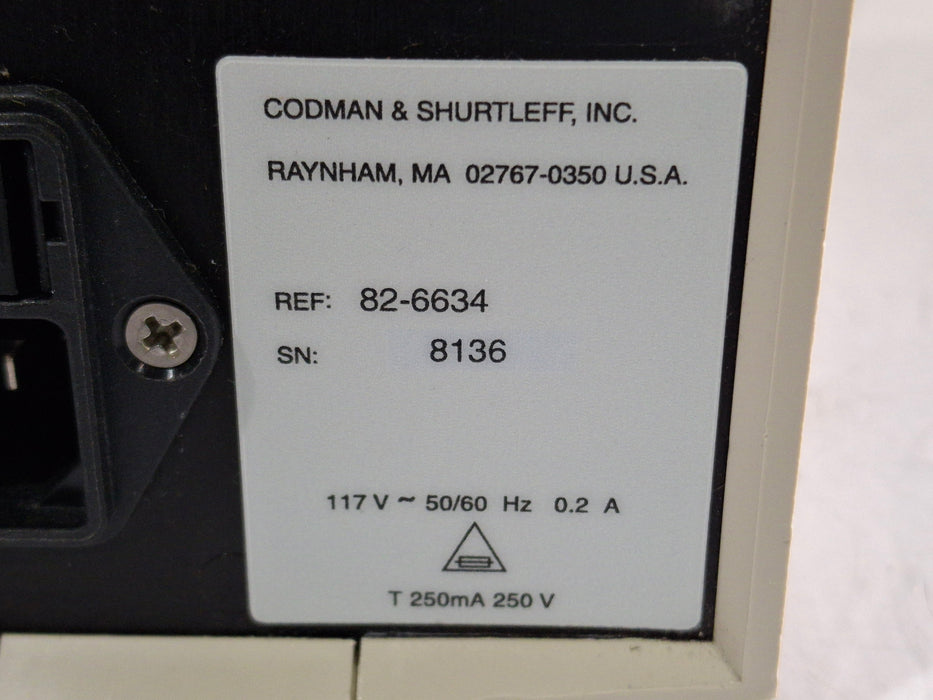 CODMAN & SHURTLEFF, INC.
RAYNHAM, MA 02767-0350 U.S.A.
REF: 82-6634
SN: 8136
117 V ~ 50/60 Hz 0.2 A
T 250mA 250 V